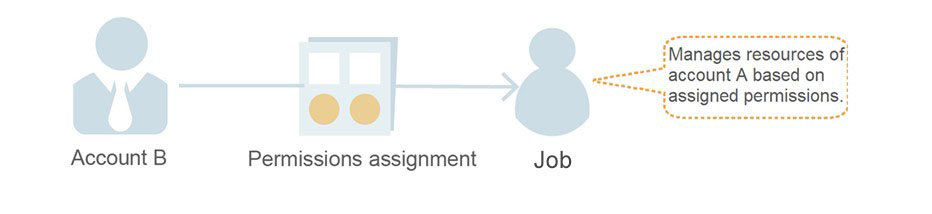 Manages resources of
account A based on
assigned permissions.
Account B
Permissions assignment
Job